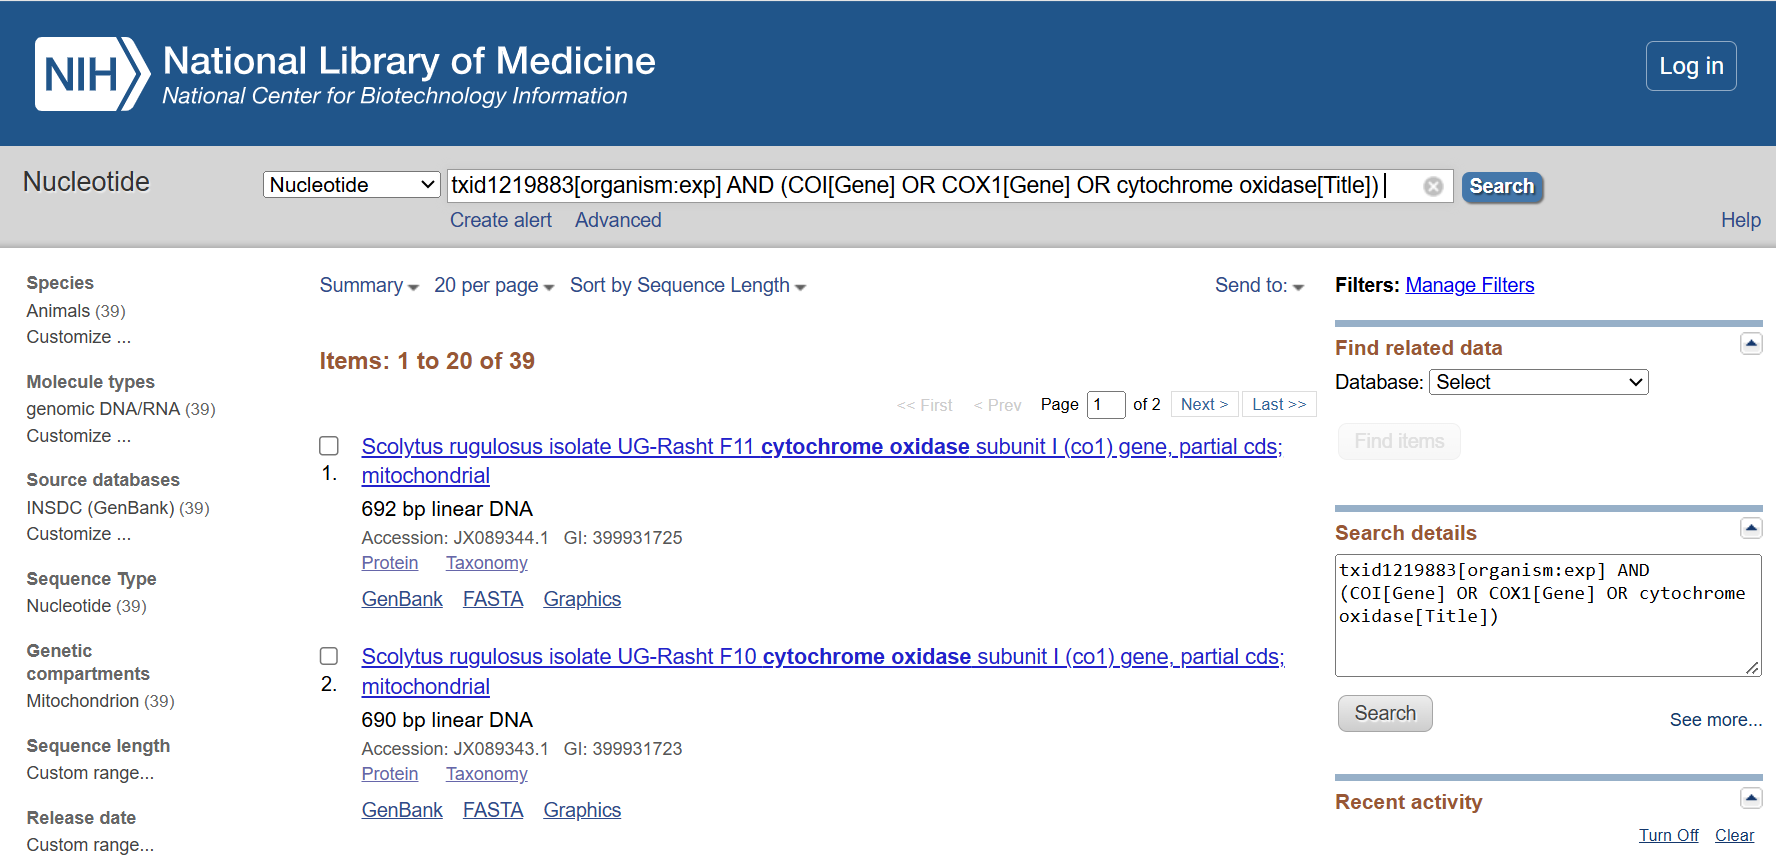 NIH National Library of Medicine
National Center for Biotechnology Information
Log in
Nucleotide
Nucleotide
txid1219883[organism:exp] AND (COI[Gene] OR COX1[Gene] OR cytochrome oxidase[Title])
Search
Create alert Advanced
Help
Species
Animals (39)
Customize ...
Molecule types
genomic DNA/RNA (39)
Customize ...
Source databases
INSDC (GenBank) (39)
Customize ...
Sequence Type
Nucleotide (39)
Genetic
compartments
Mitochondrion (39)
Sequence length
Custom range...
Release date
Custom range...
Summary 20 per page Sort by Sequence Length Send to:
Items: 1 to 20 of 39
<< First < Prev Page 1 of 2 Next > Last >>
Scolytus rugulosus isolate UG-Rasht F11 cytochrome oxidase subunit I (co1) gene, partial cds;
1. mitochondrial
692 bp linear DNA
Accession: JX089344.1 GI: 399931725
Protein Taxonomy
GenBank FASTA Graphics
Scolytus rugulosus isolate UG-Rasht F10 cytochrome oxidase subunit I (co1) gene, partial cds;
2. mitochondrial
690 bp linear DNA
Accession: JX089343.1 GI: 399931723
Protein Taxonomy
GenBank FASTA Graphics
Filters: Manage Filters
Find related data
Database: Select
Find items
Search details
txid1219883[organism:exp] AND
(COI[Gene] OR COX1[Gene] OR cytochrome
oxidase[Title])
Search
See more...
Recent activity
Turn Off Clear